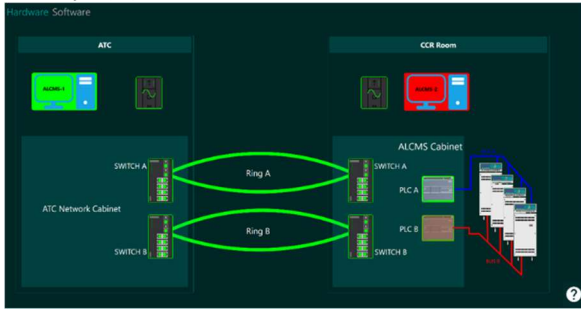 Hardware Software
ATC
CCR Room
ALCMS-1
ALCMS-2
ALCMS Cabinet
SWITCH A
Ring A
SWITCH A
PLC A
ATC Network Cabinet
Ring B
PLC B
SWITCH B
SWITCH B
?